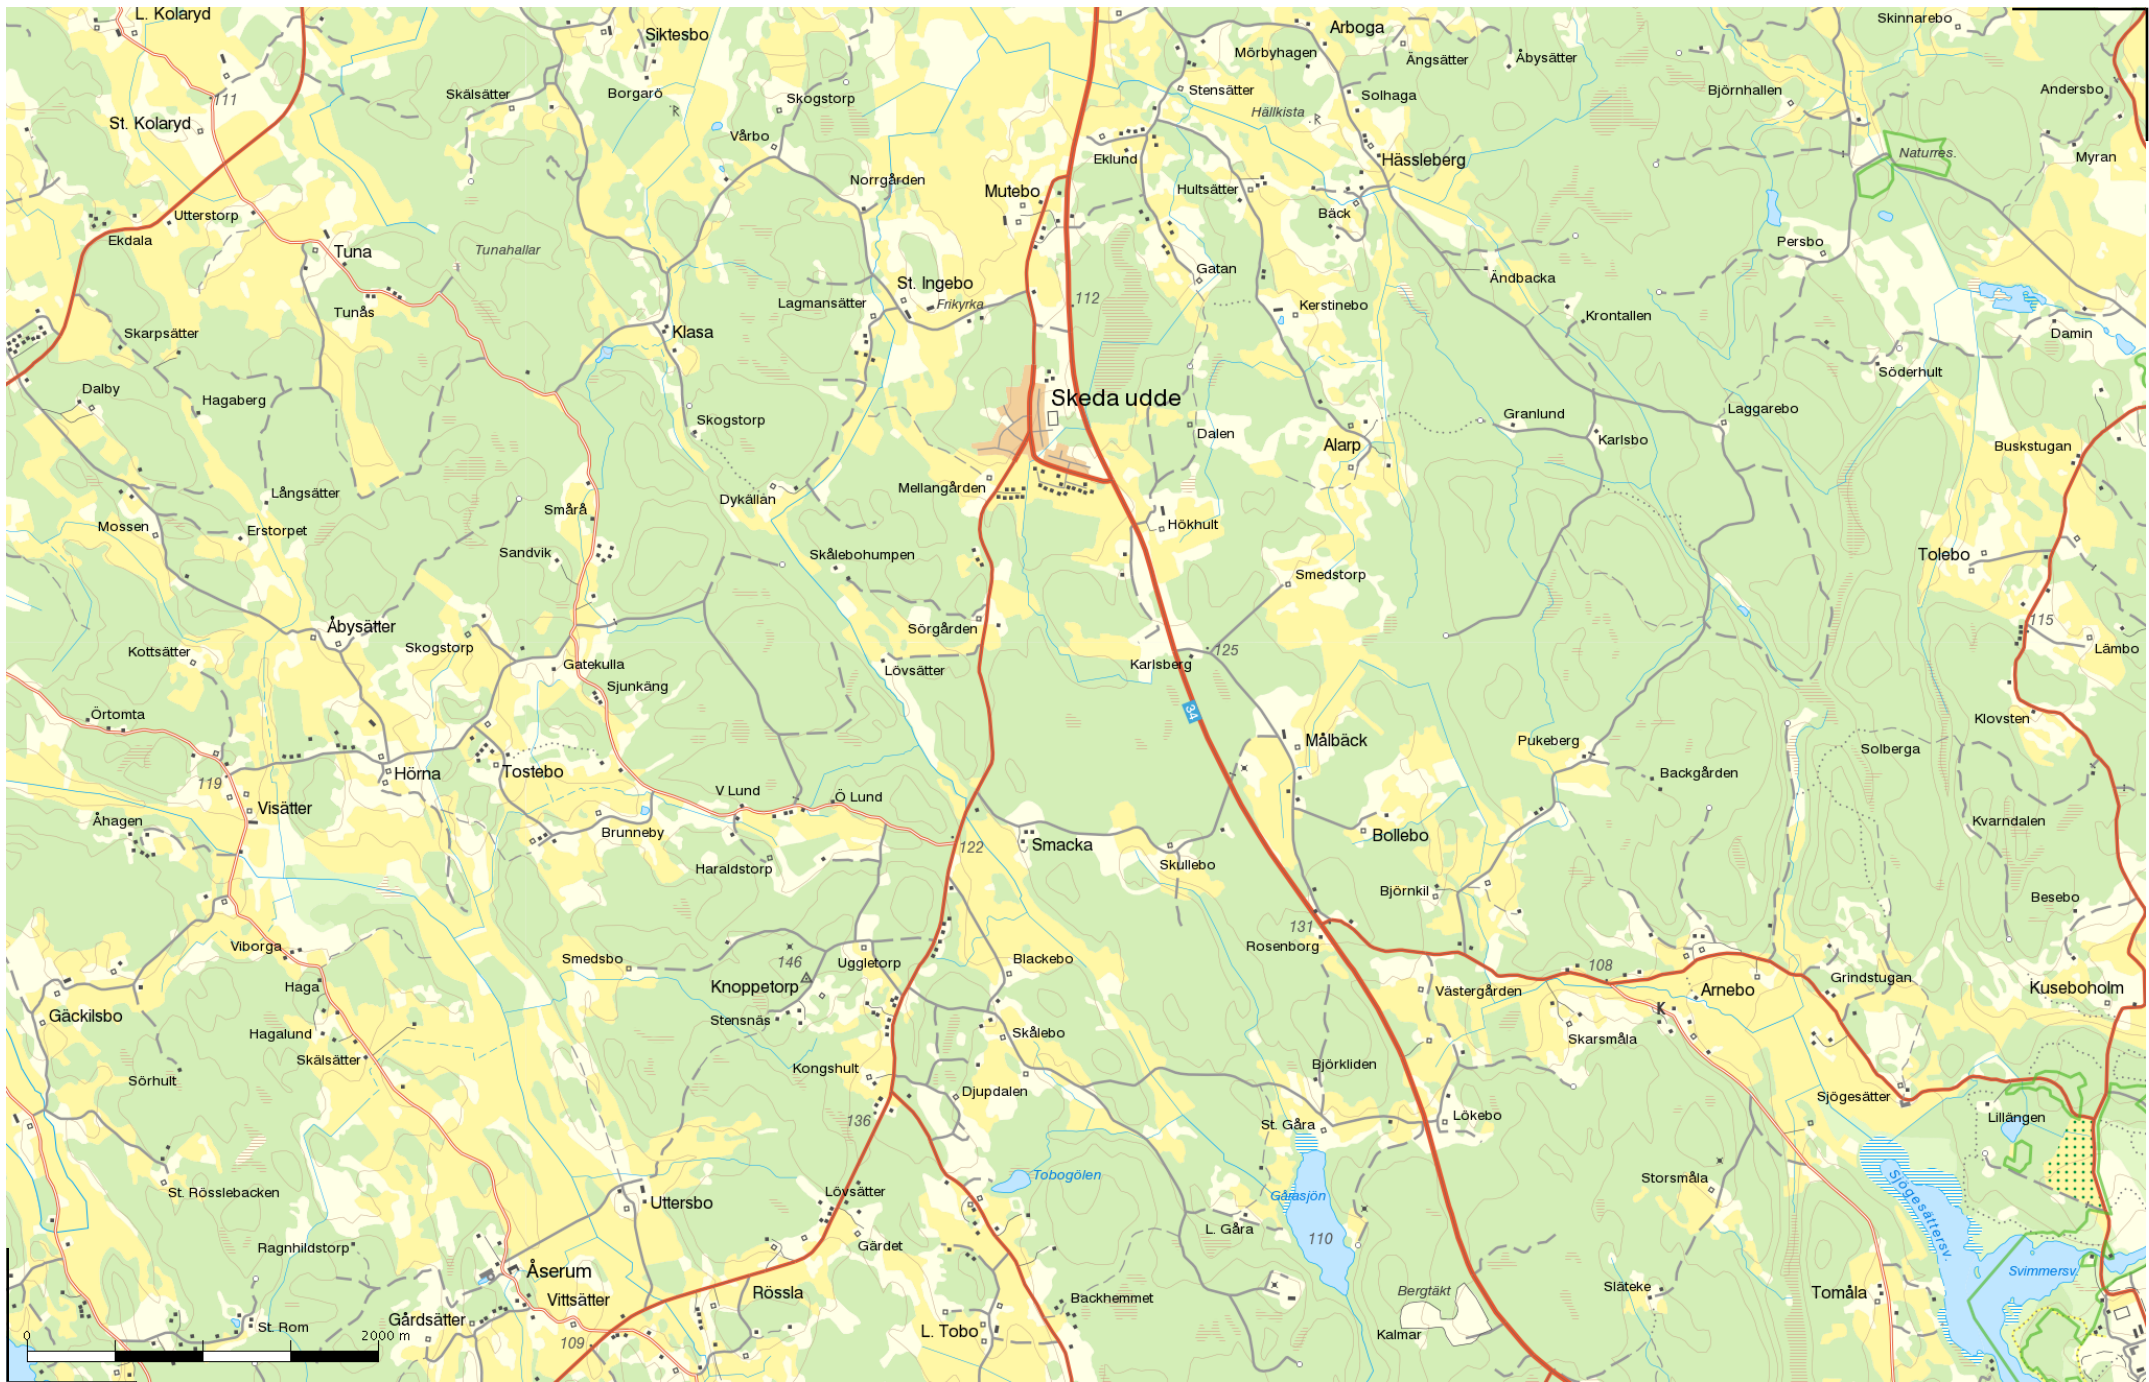 L. Kolaryd
Siktesbo
Arboga
Skinnarebo
Mörbyhagen
Ängsätter
Åbysätter
Skälsätter
Borgarö
Skogstorp
Stensätter
Solhaga
Björnhallen
Andersbo
111
St. Kolaryd
Vårbo
Hällkista
R
R
Eklund
Hässleberg
Naturres.
Myran
Norrgården
Mutebo
Hultsätter
Utterstorp
Bäck
Ekdala
Tuna
Tunahallar
Persbo
Gatan
Ändbacka
St. Ingebo
Lagmansätter
Frikyrka
112
Kerstinebo
Krontallen
Tunås
Skarpsätter
Klasa
Damin
Söderhult
Dalby
Hagaberg
Skeda udde
Laggarebo
Skogstorp
Granlund
Dalen
Karlsbo
Alarp
Buskstugan
Långsätter
Mellangården
Dykällan
Mossen
Erstorpet
Smårå
Hökhult
Sandvik
Skålebohumpen
Tolebo
Smedstorp
Åbysätter
Sörgården
115
Kottsätter
Skogstorp
125
Lämbo
Gatekulla
Lövsätter
Karlsberg
Sjunkäng
34
Örtomta
Klovsten
Målbäck
Pukeberg
Solberga
Hörna
Tostebo
Backgården
119
V Lund
Ö Lund
Visätter
Åhagen
Brunneby
Kvarndalen
122
Smacka
Bollebo
Haraldstorp
Skullebo
Björnkil
Besebo
131
Viborga
Rosenborg
Smedsbo
146
Uggletorp
Blackebo
108
Grindstugan
Haga
Knoppetorp
Västergården
Arnebo
Kuseboholm
Gäckilsbo
Stensnäs
K
Hagalund
Skålebo
Skarsmåla
Skälsätter
Kongshult
Björkliden
Sörhult
Djupdalen
Sjögesätter
136
Lökebo
Lillängen
St. Gåra
Tobogölen
Storsmåla
St. Rösslebacken
Uttersbo
Lövsätter
Gårasjön
Sjögesättersv.
L. Gåra
Ragnhildstorp
Gärdet
110
Åserum
Svimmersv.
Rössla
Bergtäkt
Släteke
Tomåla
Vittsätter
Backhemmet
Gårdsätter
St. Rom
L. Tobo
Kalmar
109
0
2000 m